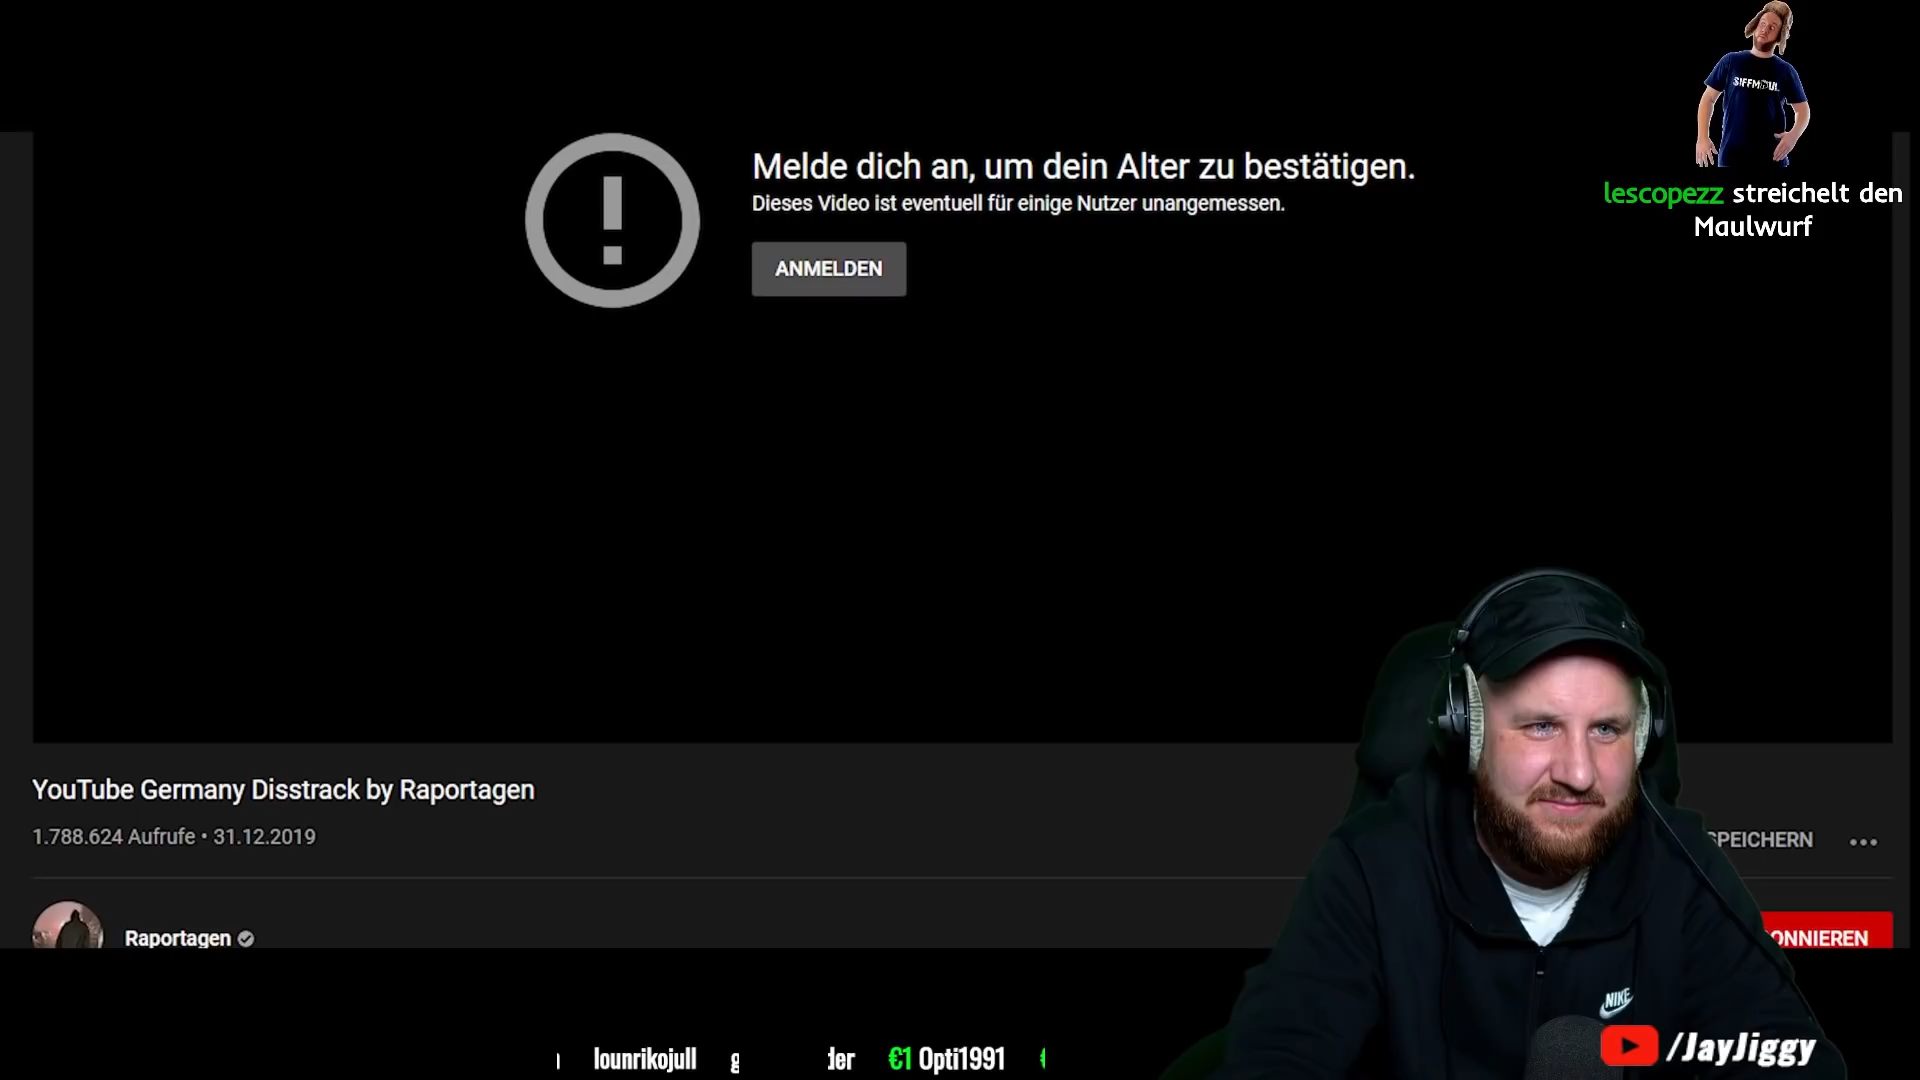 SIFFMAUL
Melde dich an, um dein Alter zu bestätigen.
Dieses Video ist eventuell für einige Nutzer unangemessen.
ANMELDEN
lescopezz streichelt den
Maulwurf
YouTube Germany Disstrack by Raportagen
1.788.624 Aufrufe • 31.12.2019
SPEICHERN
Raportagen
ONNIEREN
NIKE
lounrikojull g der €1 Opti1991
/JayJiggy